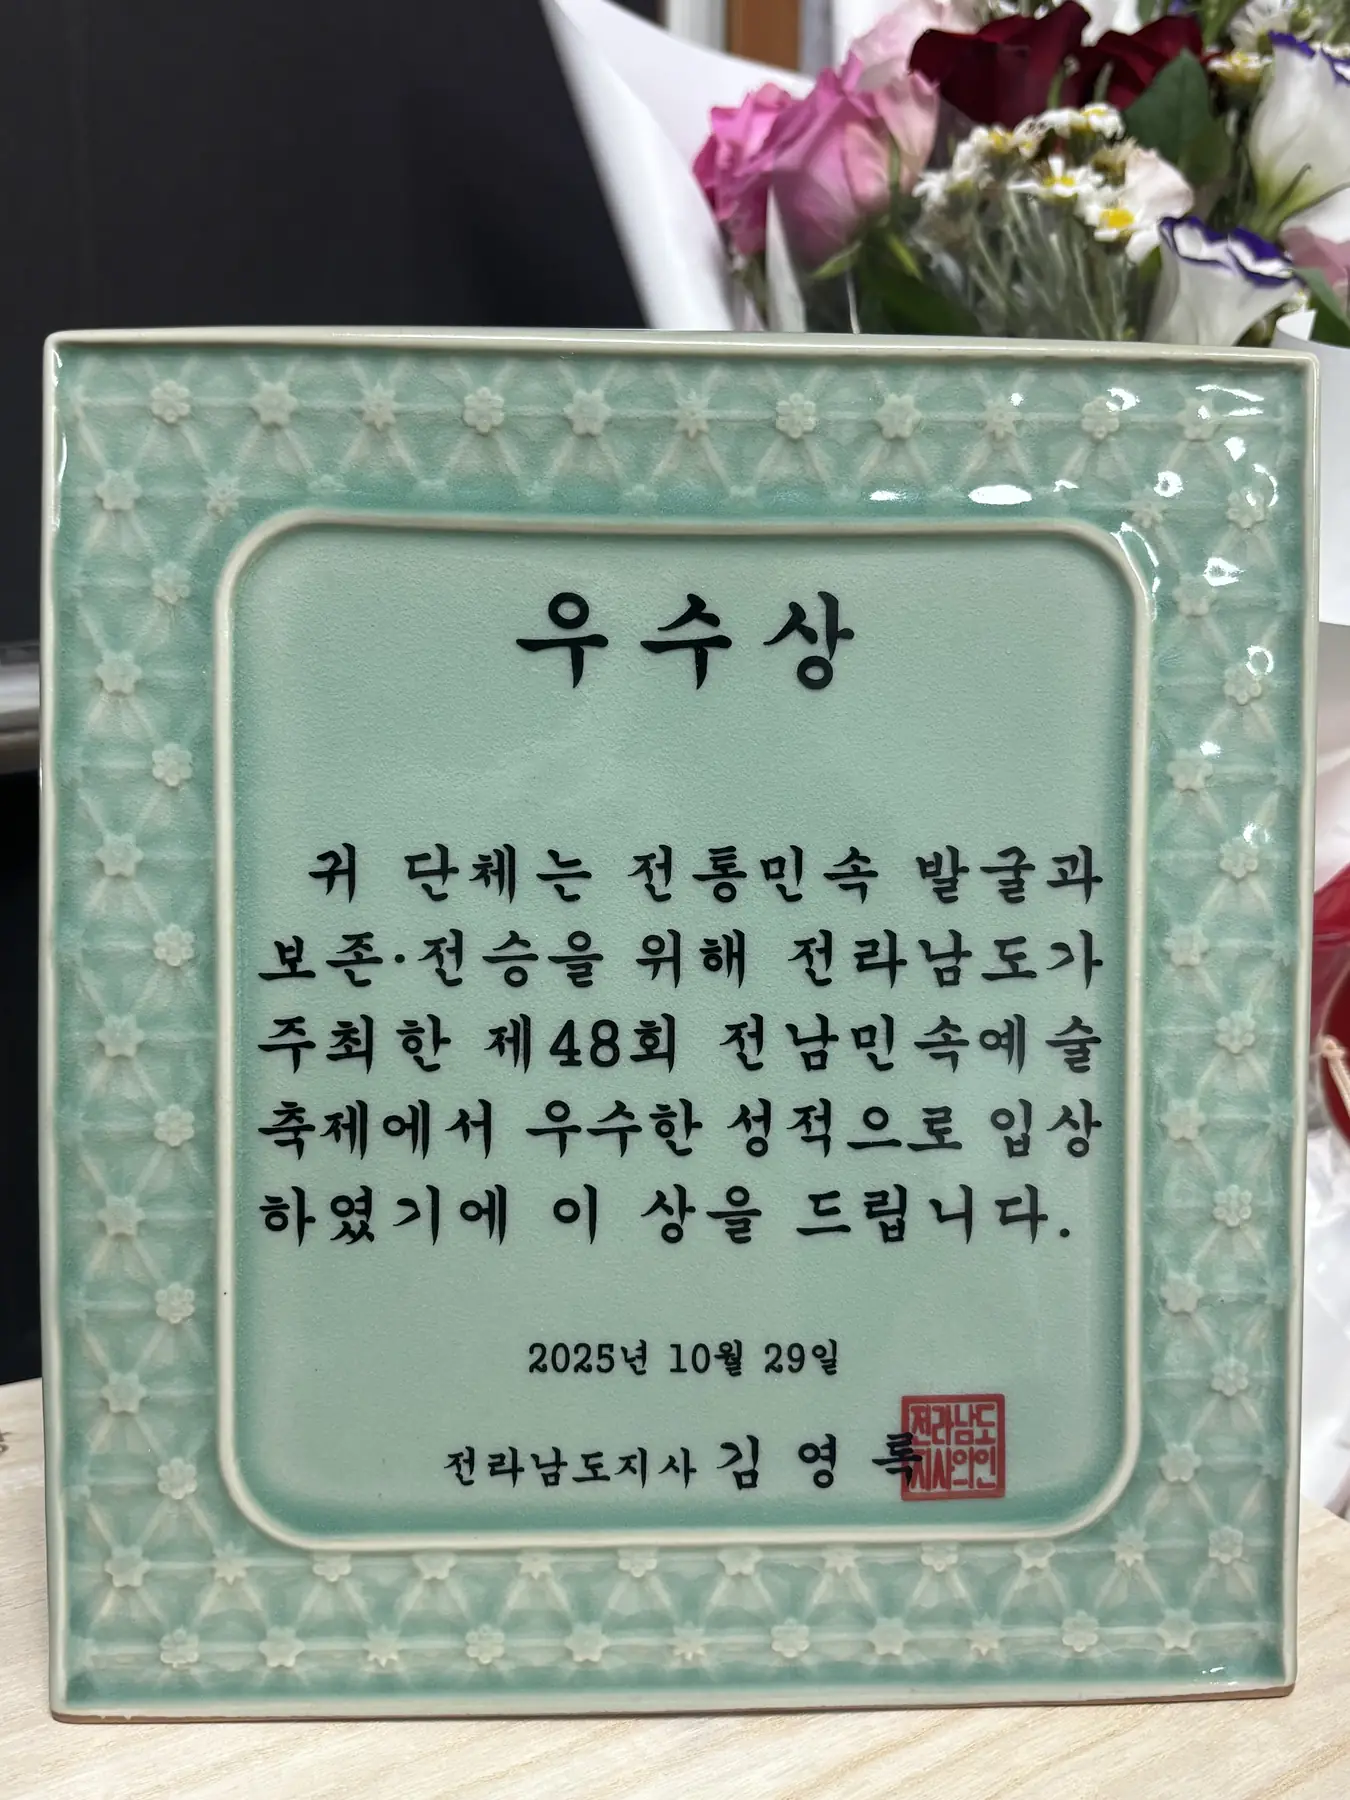 우수상
귀 단체는 전통민속 발굴과
보존·전승을 위해 전라남도가
주최한 제48회 전남민속예술
축제에서 우수한 성적으로 입상
하였기에 이 상을 드립니다.
2025년 10월 29일
전라남도지사 김 영 록
전라남도
지사의인